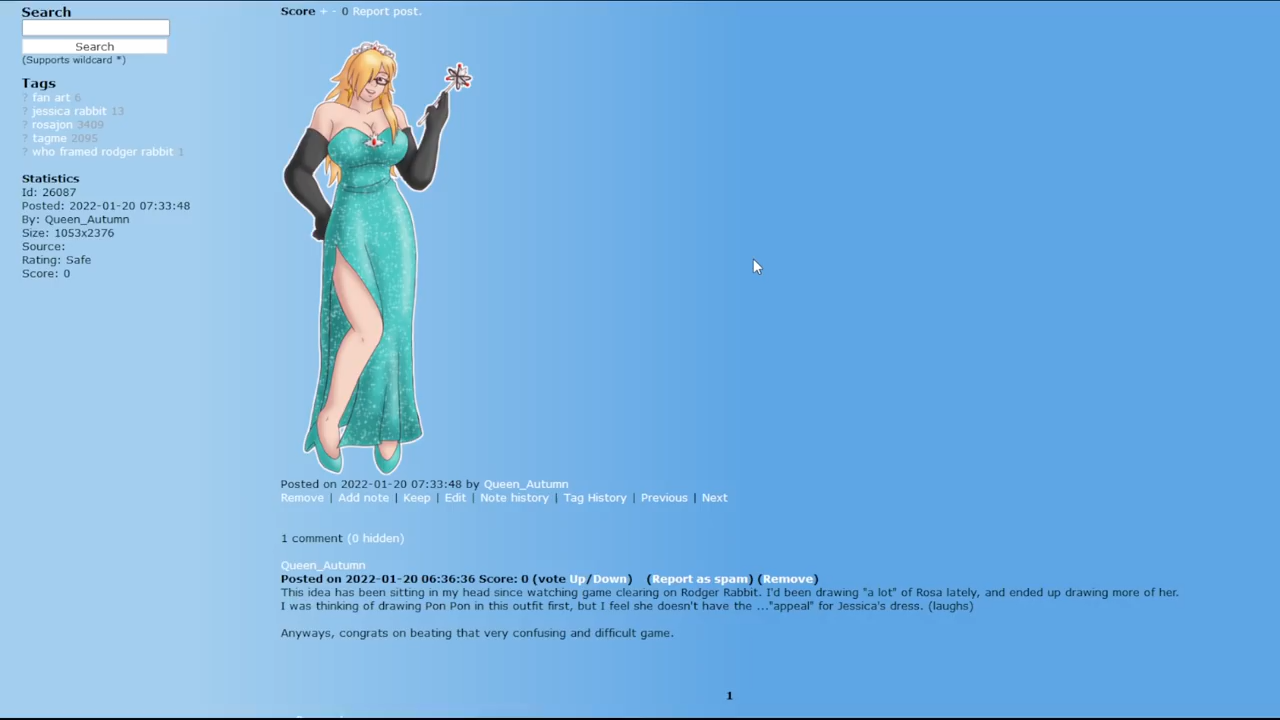 Search
Search
(Supports wildcard *)
Tags
? fan art 6
? jessica rabbit 13
? rosajon 3409
? tagme 2095
? who framed rodger rabbit 1
Statistics
Id: 26087
Posted: 2022-01-20 07:33:48
By: Queen_Autumn
Size: 1053x2376
Source:
Rating: Safe
Score: 0
Score + - 0 Report post.
Posted on 2022-01-20 07:33:48 by Queen_Autumn
Remove | Add note | Keep | Edit | Note history | Tag History | Previous | Next
1 comment (0 hidden)
Queen_Autumn
Posted on 2022-01-20 06:36:36 Score: 0 (vote Up/Down) (Report as spam) (Remove)
This idea has been sitting in my head since watching game clearing on Rodger Rabbit. I'd been drawing "a lot" of Rosa lately, and ended up drawing more of her.
I was thinking of drawing Pon Pon in this outfit first, but I feel she doesn't have the ..."appeal" for Jessica's dress. (laughs)
Anyways, congrats on beating that very confusing and difficult game.
1